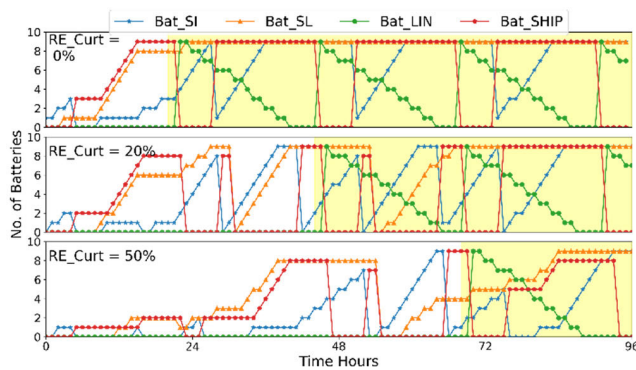 Bat_SI Bat_SL Bat_LIN Bat_SHIP
10
8
6
4
2
0
RE_Curt =
0%
10
8
6
4
2
0
RE_Curt = 20%
No. of Batteries
10
8
6
4
2
0
RE_Curt = 50%
0 24 48 72 96
Time Hours